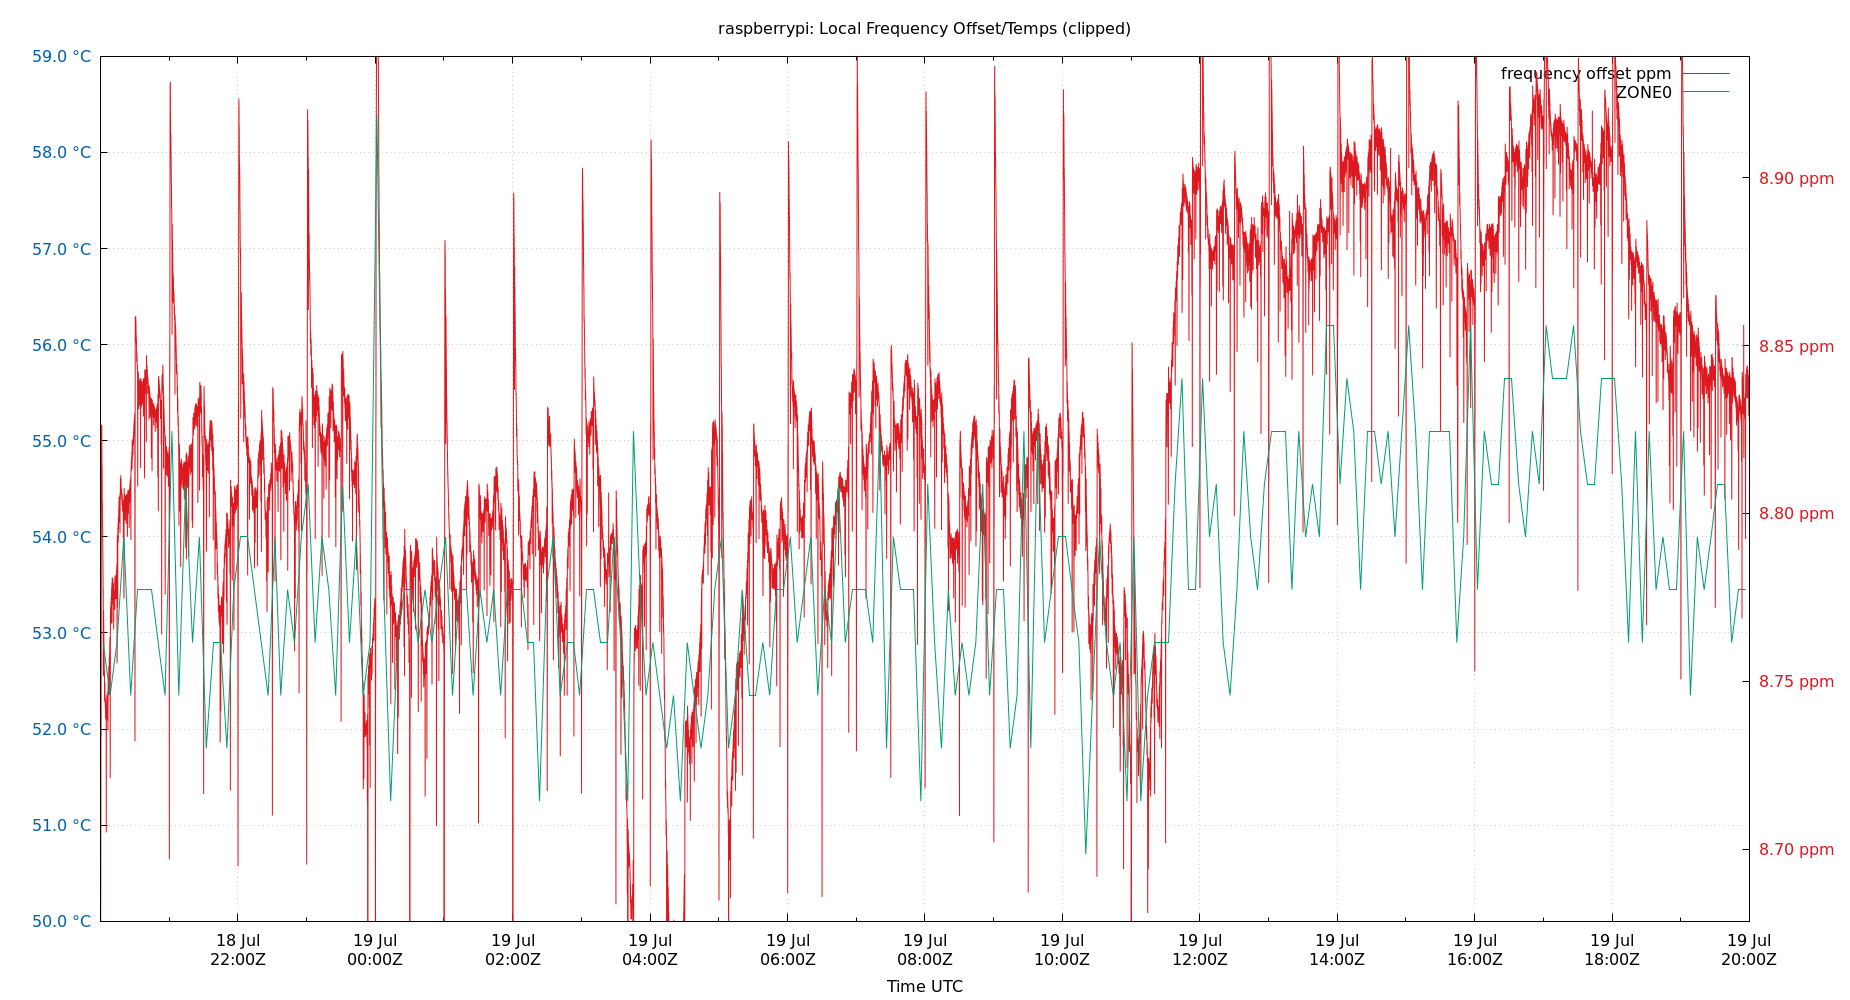 raspberrypi: Local Frequency Offset/Temps (clipped)
59.0 °C
58.0 °C
57.0 °C
56.0 °C
55.0 °C
54.0 °C
53.0 °C
52.0 °C
51.0 °C
50.0 °C
frequency offset ppm
ZONE0
8.90 ppm
8.85 ppm
8.80 ppm
8.75 ppm
8.70 ppm
18 Jul
22:00Z
19 Jul
00:00Z
19 Jul
02:00Z
19 Jul
04:00Z
19 Jul
06:00Z
19 Jul
08:00Z
19 Jul
10:00Z
19 Jul
12:00Z
19 Jul
14:00Z
19 Jul
16:00Z
19 Jul
18:00Z
19 Jul
20:00Z
Time UTC